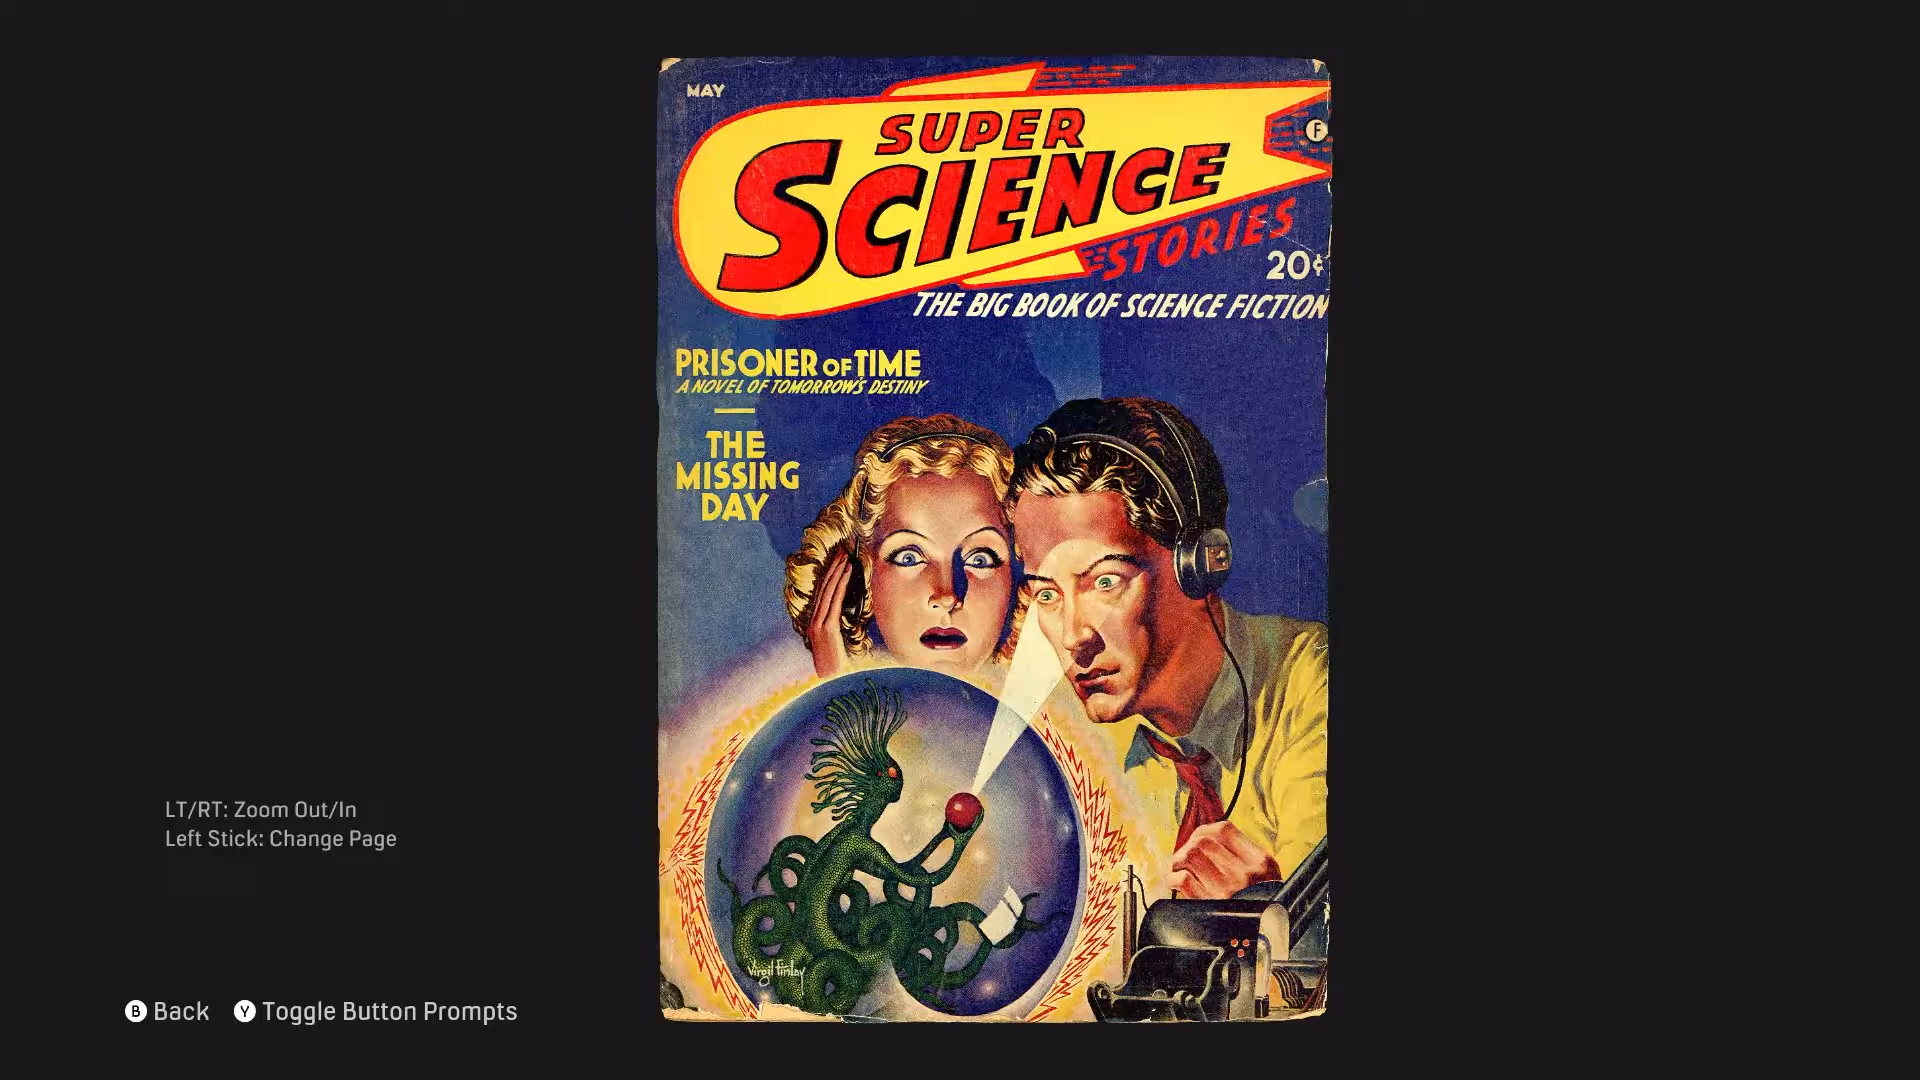 MAY
SUPER
SCIENCE
STORIES
F
20¢
THE BIG BOOK OF SCIENCE FICTION
PRISONER OF TIME
A NOVEL OF TOMORROW'S DESTINY
THE
MISSING
DAY
Virgil Finlay
LT/RT: Zoom Out/In
Left Stick: Change Page
B Back Y Toggle Button Prompts